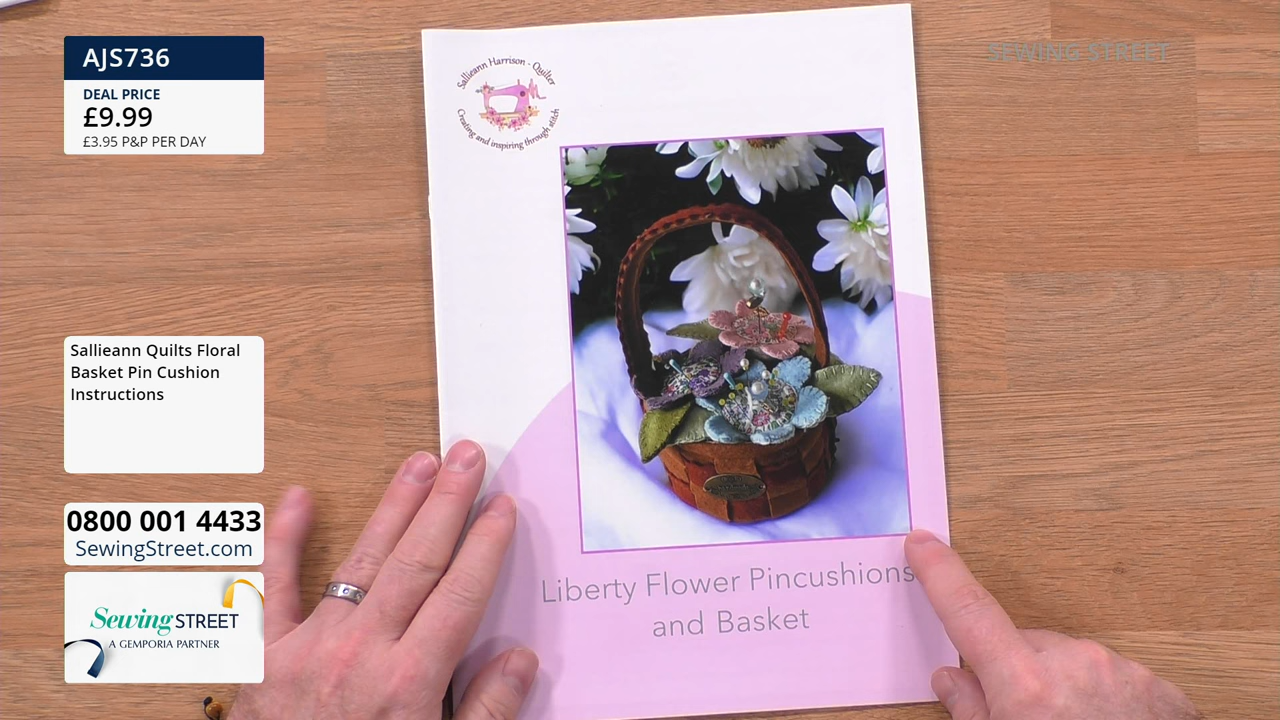 AJS736
DEAL PRICE
£9.99
£3.95 P&P PER DAY
Sallieann Quilts Floral
Basket Pin Cushion
Instructions
0800 001 4433
SewingStreet.com
Sewing STREET
A GEMPORIA PARTNER
SEWING STREET
Sallieann Harrison - Quilter
Creating and inspiring through stitch
Liberty Flower Pincushions
and Basket